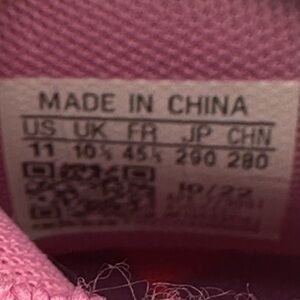 MADE IN CHINA
US UK FR JP CHN
11 10½ 45⅓ 290 280
10/22